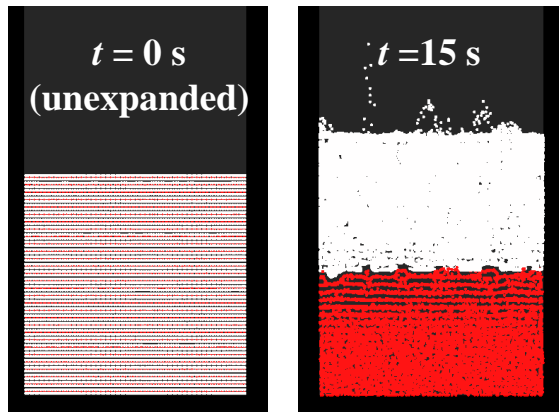 t = 0 s
(unexpanded)
t =15 s